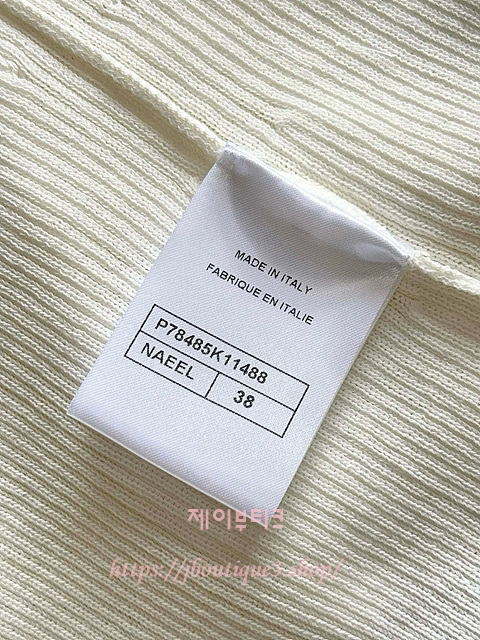 MADE IN ITALY
FABRIQUE EN ITALIE
P78485K11488
NAEEL 38
제이부티크
https://jboutique3.shop/